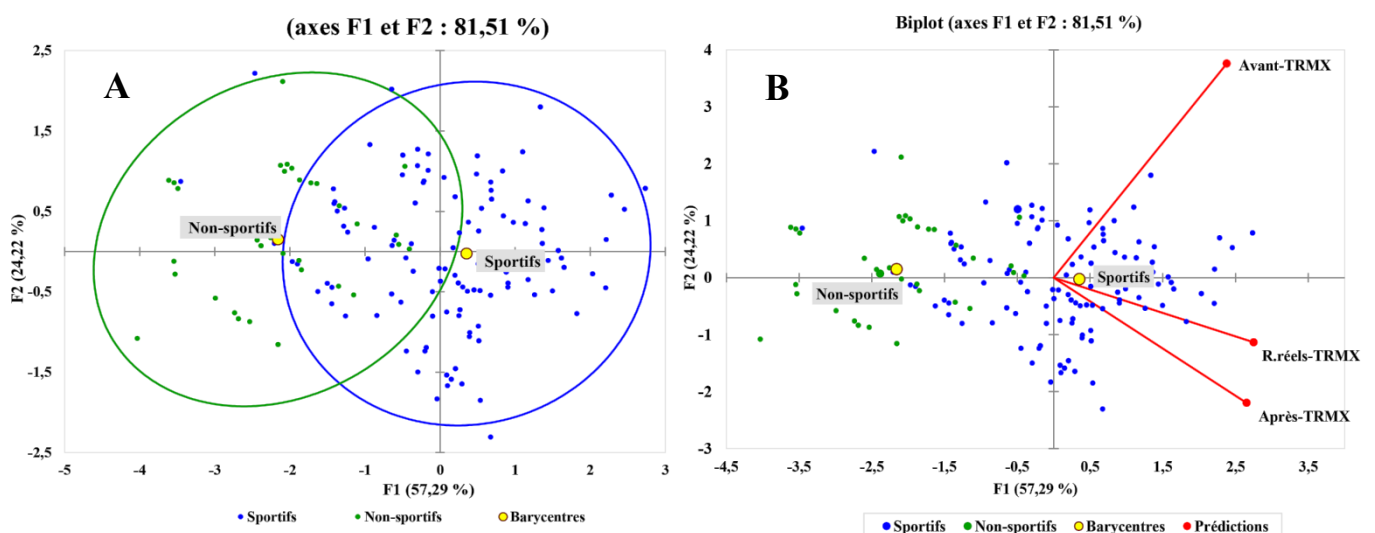 (axes F1 et F2 : 81,51 %)
A
2,5
1,5
0,5
-0,5
-1,5
-2,5
F2 (24,22 %)
Non-sportifs
Sportifs
-5 -4 -3 -2 -1 0 1 2 3
F1 (57,29 %)
Sportifs Non-sportifs Barycentres
Biplot (axes F1 et F2 : 81,51 %)
B
4
3
2
1
0
-1
-2
-3
F2 (24,22 %)
Avant-TRMX
Sportifs
Non-sportifs
R.réels-TRMX
Après-TRMX
-4,5 -3,5 -2,5 -1,5 -0,5 0,5 1,5 2,5 3,5
F1 (57,29 %)
Sportifs Non-sportifs Barycentres Prédictions